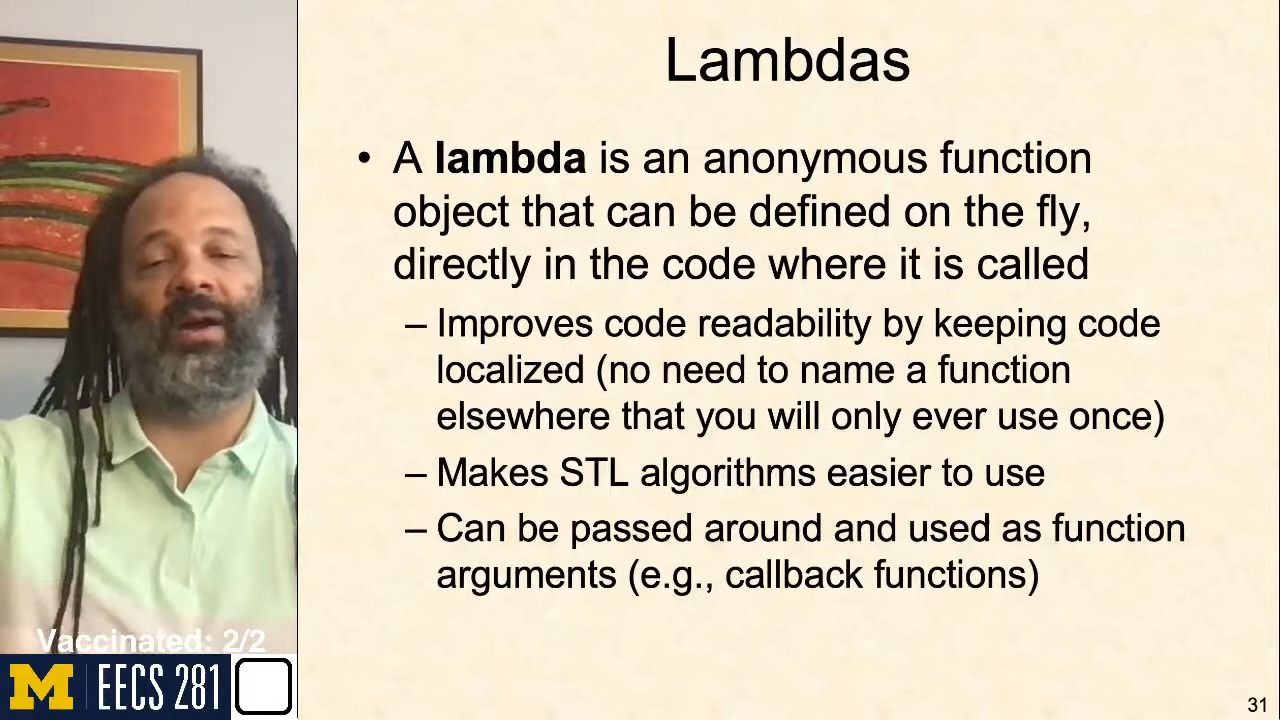 Lambdas
• A lambda is an anonymous function
object that can be defined on the fly,
directly in the code where it is called
– Improves code readability by keeping code
localized (no need to name a function
elsewhere that you will only ever use once)
– Makes STL algorithms easier to use
– Can be passed around and used as function
arguments (e.g., callback functions)
Vaccinated: 2/2
M EECS 281
31